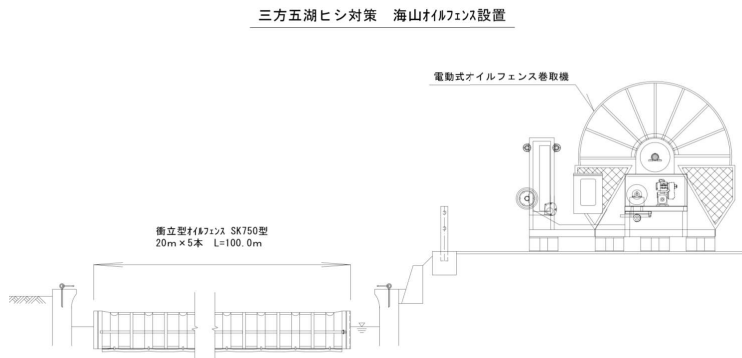 三方五湖ヒシ対策　海山ｵｲﾙﾌｪﾝｽ設置
電動式オイルフェンス巻取機
衝立型ｵｲﾙﾌｪﾝｽ SK750型
20m×5本　L=100.0m